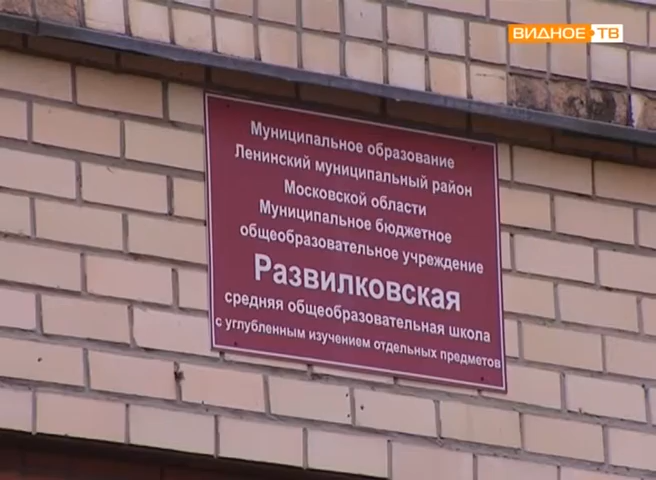 ВИДНОЕ ТВ
Муниципальное образование
Ленинский муниципальный район
Московской области
Муниципальное бюджетное
общеобразовательное учреждение
Развилковская
средняя общеобразовательная школа
с углубленным изучением отдельных предметов